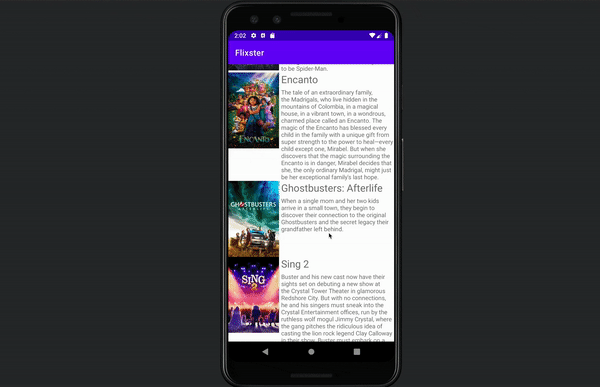 2:02
Flixster
to be Spider-Man.
Encanto
The tale of an extraordinary family,
the Madrigals, who live hidden in the
mountains of Colombia, in a magical
house, in a vibrant town, in a wondrous,
charmed place called an Encanto. The
magic of the Encanto has blessed every
child in the family with a unique gift from
super strength to the power to heal—every
child except one, Mirabel. But when she
discovers that the magic surrounding the
Encanto is in danger, Mirabel decides that
she, the only ordinary Madrigal, might just
be her exceptional family's last hope.
ENCANTO
Ghostbusters: Afterlife
When a single mom and her two kids
arrive in a small town, they begin to
discover their connection to the original
Ghostbusters and the secret legacy their
grandfather left behind.
GHOSTBUSTERS
AFTERLIFE
Sing 2
Buster and his new cast now have their
sights set on debuting a new show at
the Crystal Tower Theater in glamorous
Redshore City. But with no connections,
he and his singers must sneak into the
Crystal Entertainment offices, run by the
ruthless wolf mogul Jimmy Crystal, where
the gang pitches the ridiculous idea of
casting the lion rock legend Clay Calloway
in their show. Buster must embark on a
SING
2